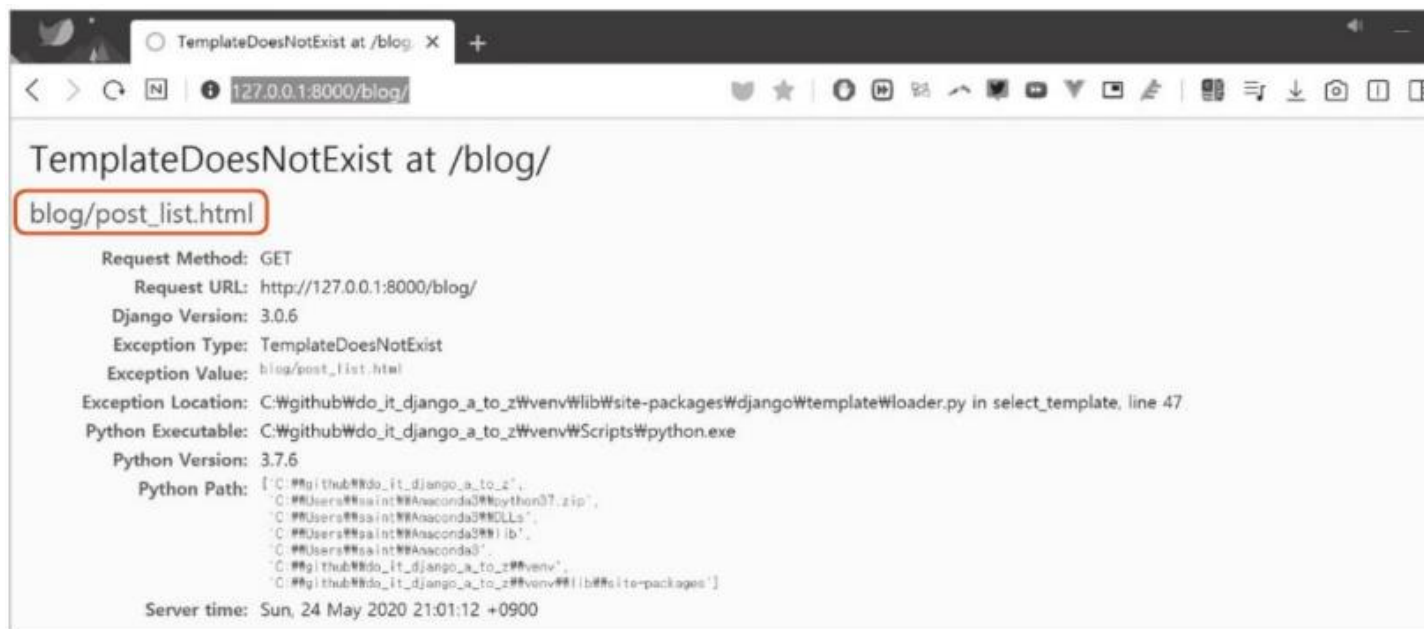 TemplateDoesNotExist at /blog
127.0.0.1:8000/blog/
TemplateDoesNotExist at /blog/
blog/post_list.html
Request Method: GET
Request URL: http://127.0.0.1:8000/blog/
Django Version: 3.0.6
Exception Type: TemplateDoesNotExist
Exception Value: blog/post_list.html
Exception Location: C:₩github₩do_it_django_a_to_z₩venv₩lib₩site-packages₩django₩template₩loader.py in select_template, line 47
Python Executable: C:₩github₩do_it_django_a_to_z₩venv₩Scripts₩python.exe
Python Version: 3.7.6
Python Path: ['C:₩₩github₩₩do_it_django_a_to_z',
'C:₩₩Users₩₩saint₩₩Anaconda3₩₩python37.zip',
'C:₩₩Users₩₩saint₩₩Anaconda3₩₩DLLs',
'C:₩₩Users₩₩saint₩₩Anaconda3₩₩lib',
'C:₩₩Users₩₩saint₩₩Anaconda3',
'C:₩₩github₩₩do_it_django_a_to_z₩₩venv',
'C:₩₩github₩₩do_it_django_a_to_z₩₩venv₩₩lib₩₩site-packages']
Server time: Sun, 24 May 2020 21:01:12 +0900